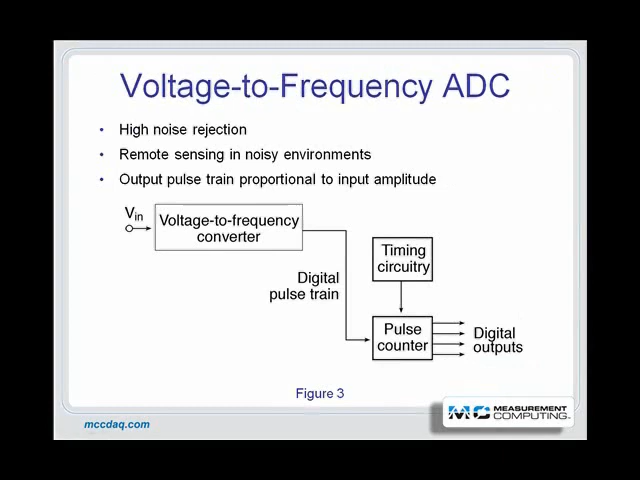 Voltage-to-Frequency ADC
• High noise rejection
• Remote sensing in noisy environments
• Output pulse train proportional to input amplitude
Vin
Voltage-to-frequency
converter
Timing
circuitry
Digital
pulse train
Pulse
counter
Digital
outputs
Figure 3
mccdaq.com
MC MEASUREMENT
COMPUTING